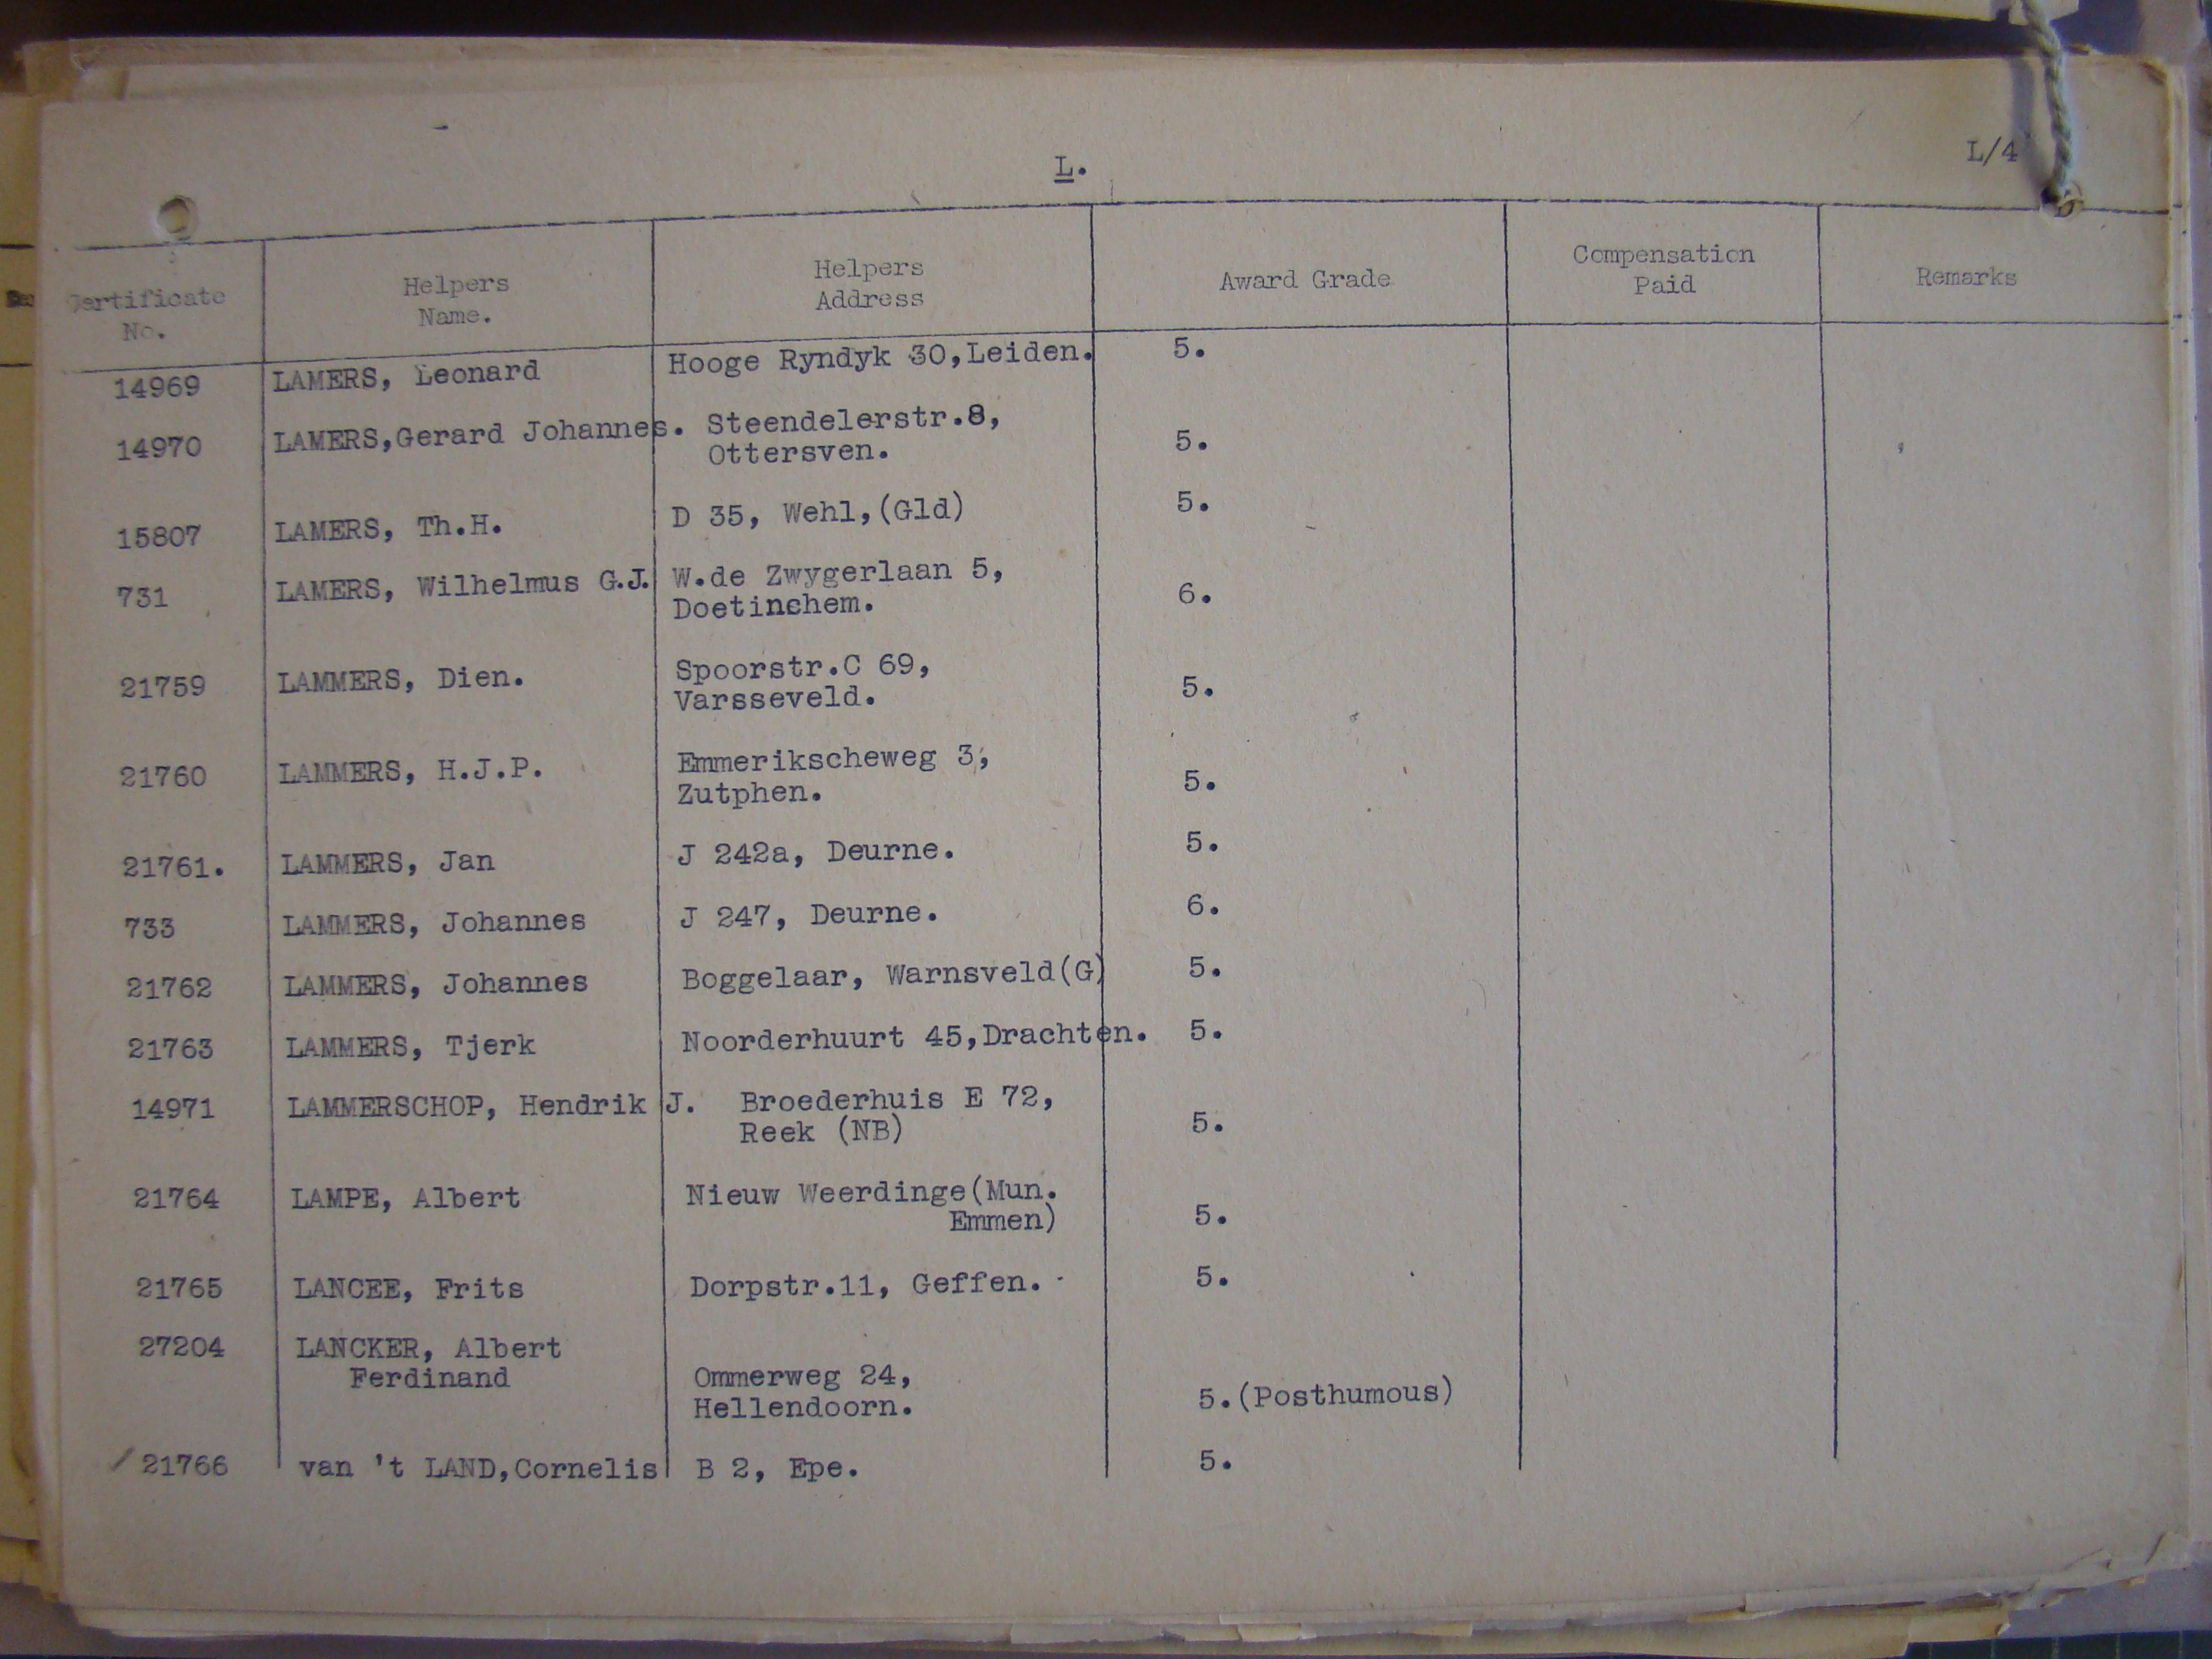 L.
L/4
Certificate No.
Helpers Name.
Helpers Address
Award Grade
Compensation Paid
Remarks
14969 LAMERS, Leonard Hooge Ryndyk 30,Leiden. 5.
14970 LAMERS,Gerard Johannes. Steendelerstr.8,
Ottersven. 5.
15807 LAMERS, Th.H. D 35, Wehl,(Gld) 5.
731 LAMERS, Wilhelmus G.J. W.de Zwygerlaan 5,
Doetinchem. 6.
21759 LAMMERS, Dien. Spoorstr.C 69,
Varsseveld. 5.
21760 LAMMERS, H.J.P. Emmerikscheweg 3,
Zutphen. 5.
21761. LAMMERS, Jan J 242a, Deurne. 5.
733 LAMMERS, Johannes J 247, Deurne. 6.
21762 LAMMERS, Johannes Boggelaar, Warnsveld(G) 5.
21763 LAMMERS, Tjerk Noorderhuurt 45,Drachten. 5.
14971 LAMMERSCHOP, Hendrik J. Broederhuis E 72,
Reek (NB) 5.
21764 LAMPE, Albert Nieuw Weerdinge(Mun.
Emmen) 5.
21765 LANCEE, Frits Dorpstr.11, Geffen. 5.
27204 LANCKER, Albert
Ferdinand Ommerweg 24,
Hellendoorn. 5.(Posthumous)
21766 van 't LAND,Cornelis B 2, Epe. 5.